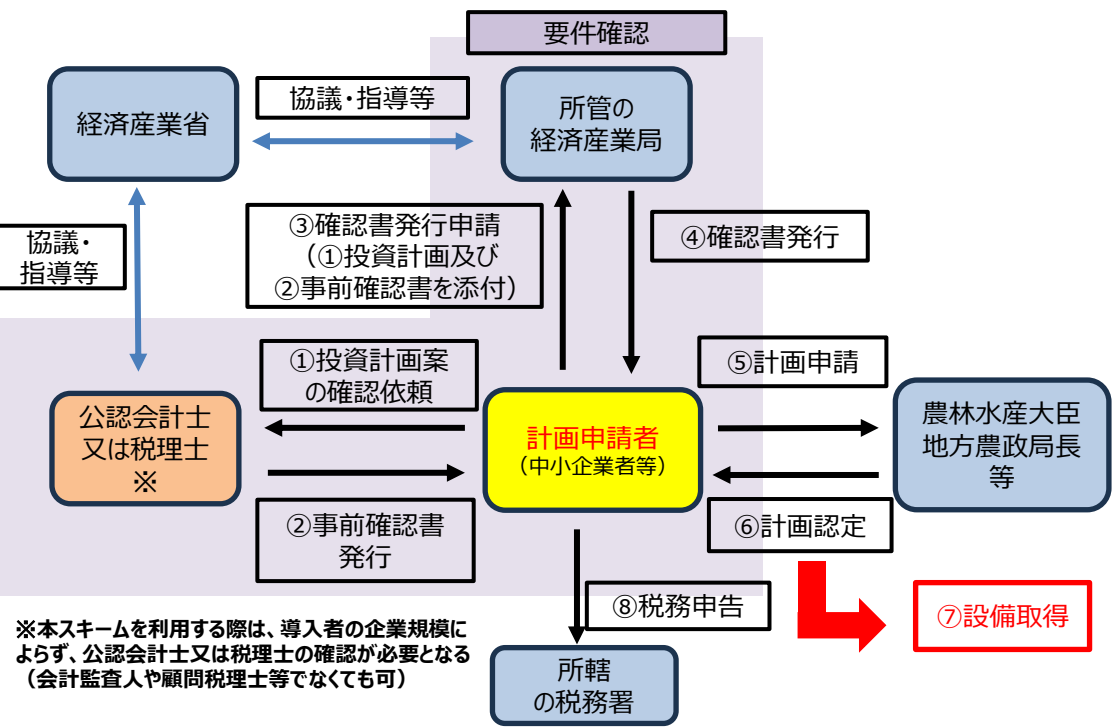 要件確認
経済産業省
協議・指導等
所管の
経済産業局
協議・
指導等
③確認書発行申請
（①投資計画及び
②事前確認書を添付）
④確認書発行
①投資計画案
の確認依頼
⑤計画申請
公認会計士
又は税理士
※
計画申請者
（中小企業者等）
農林水産大臣
地方農政局長
等
②事前確認書
発行
⑥計画認定
⑧税務申告
⑦設備取得
※本スキームを利用する際は、導入者の企業規模に
よらず、公認会計士又は税理士の確認が必要となる
（会計監査人や顧問税理士等でなくても可）
所轄
の税務署